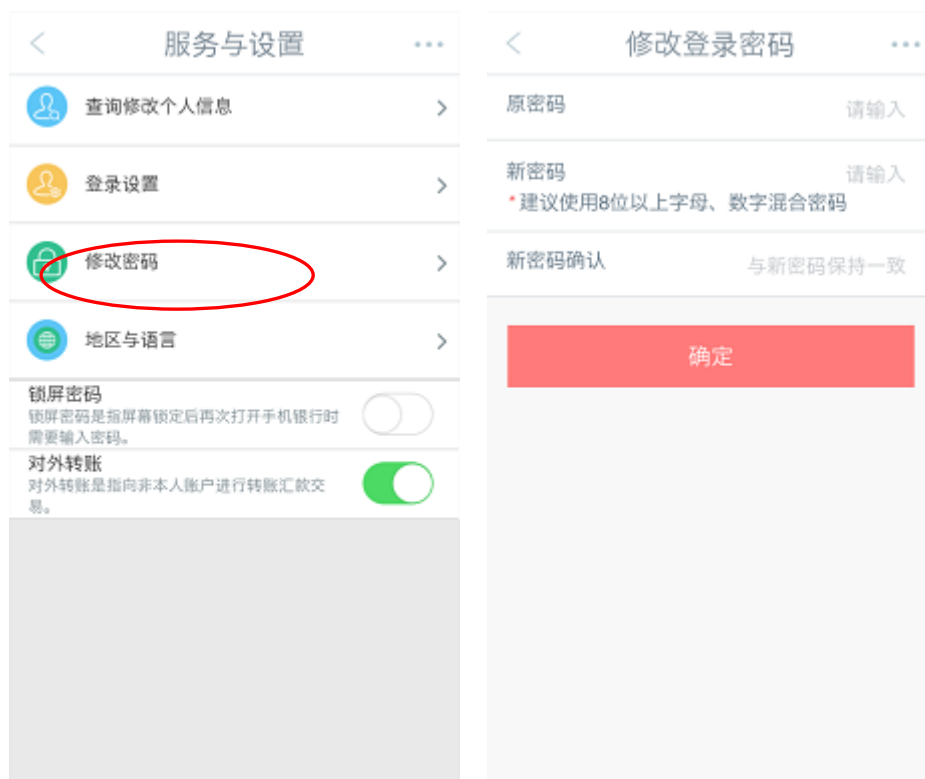 服务与设置
查询修改个人信息
登录设置
修改密码
地区与语言
锁屏密码
锁屏密码是指屏幕锁定后再次打开手机银行时
需要输入密码。
对外转账
对外转账是指向非本人账户进行转账汇款交
易。
修改登录密码
原密码
请输入
新密码
请输入
*建议使用8位以上字母、数字混合密码
新密码确认
与新密码保持一致
确定